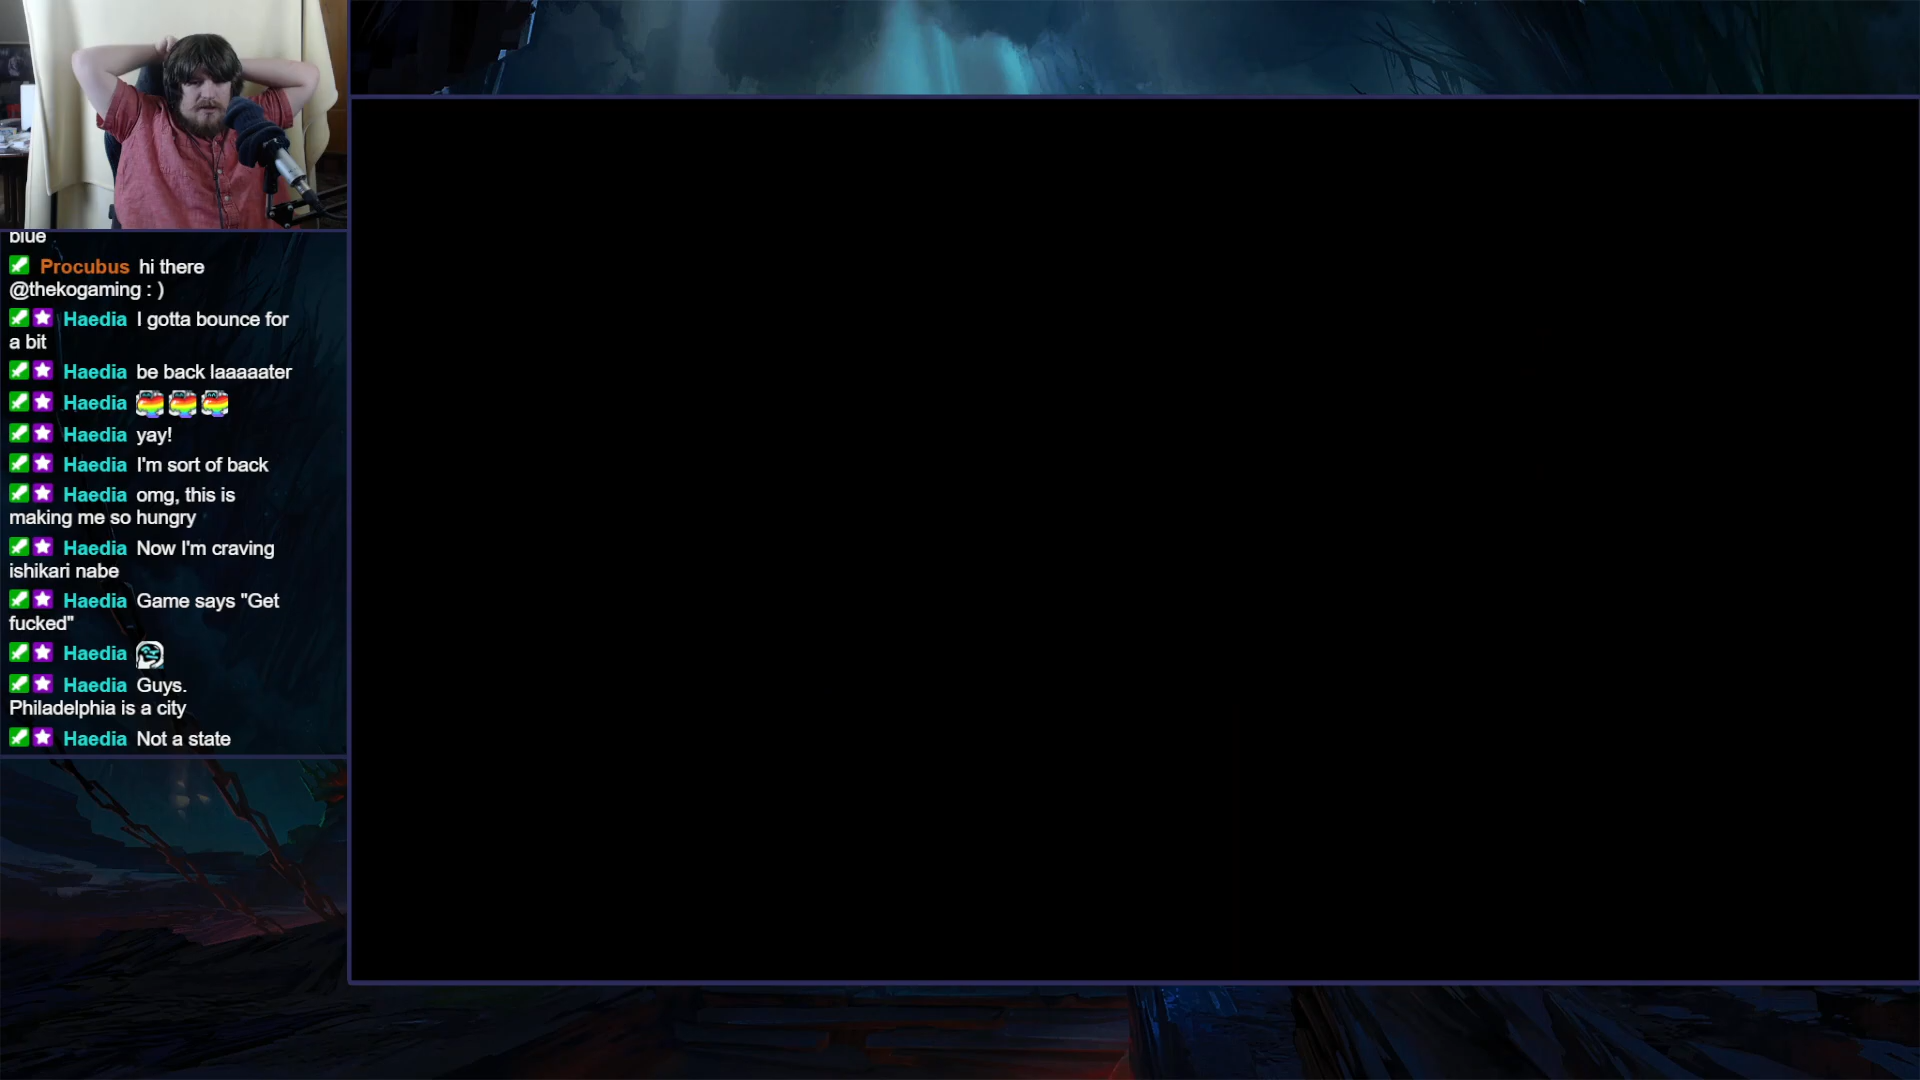 blue
Procubus hi there
@thekogaming : )
Haedia I gotta bounce for
a bit
Haedia be back laaaaater
Haedia
Haedia yay!
Haedia I'm sort of back
Haedia omg, this is
making me so hungry
Haedia Now I'm craving
ishikari nabe
Haedia Game says "Get
fucked"
Haedia
Haedia Guys.
Philadelphia is a city
Haedia Not a state